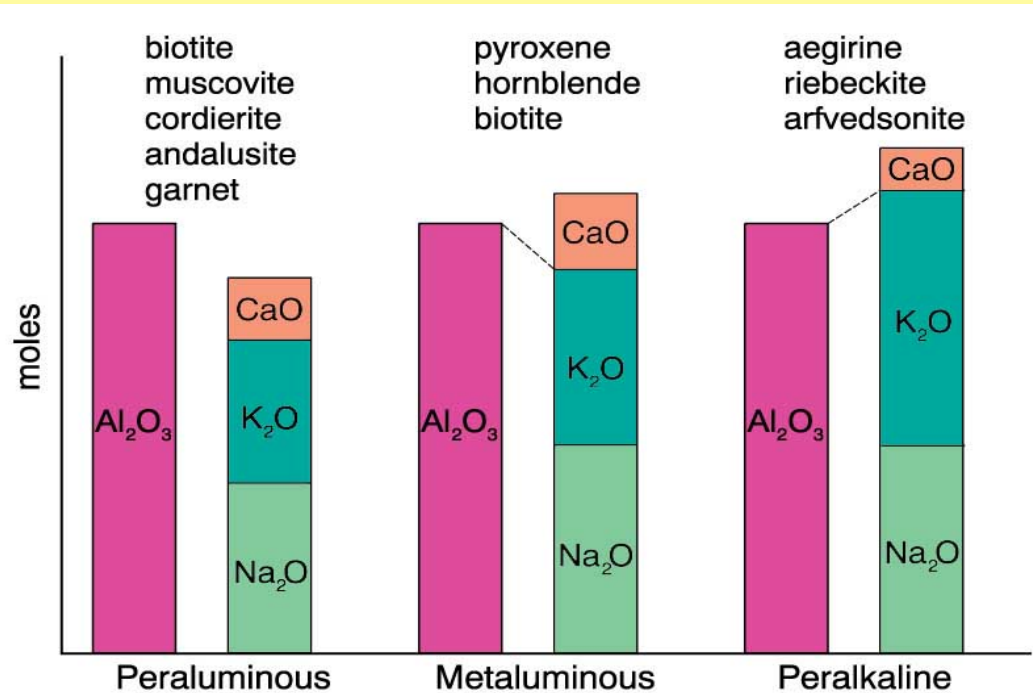 biotite
muscovite
cordierite
andalusite
garnet
pyroxene
hornblende
biotite
aegirine
riebeckite
arfvedsonite
moles
Al₂O₃
CaO
K₂O
Na₂O
Al₂O₃
CaO
K₂O
Na₂O
Al₂O₃
CaO
K₂O
Na₂O
Peraluminous
Metaluminous
Peralkaline